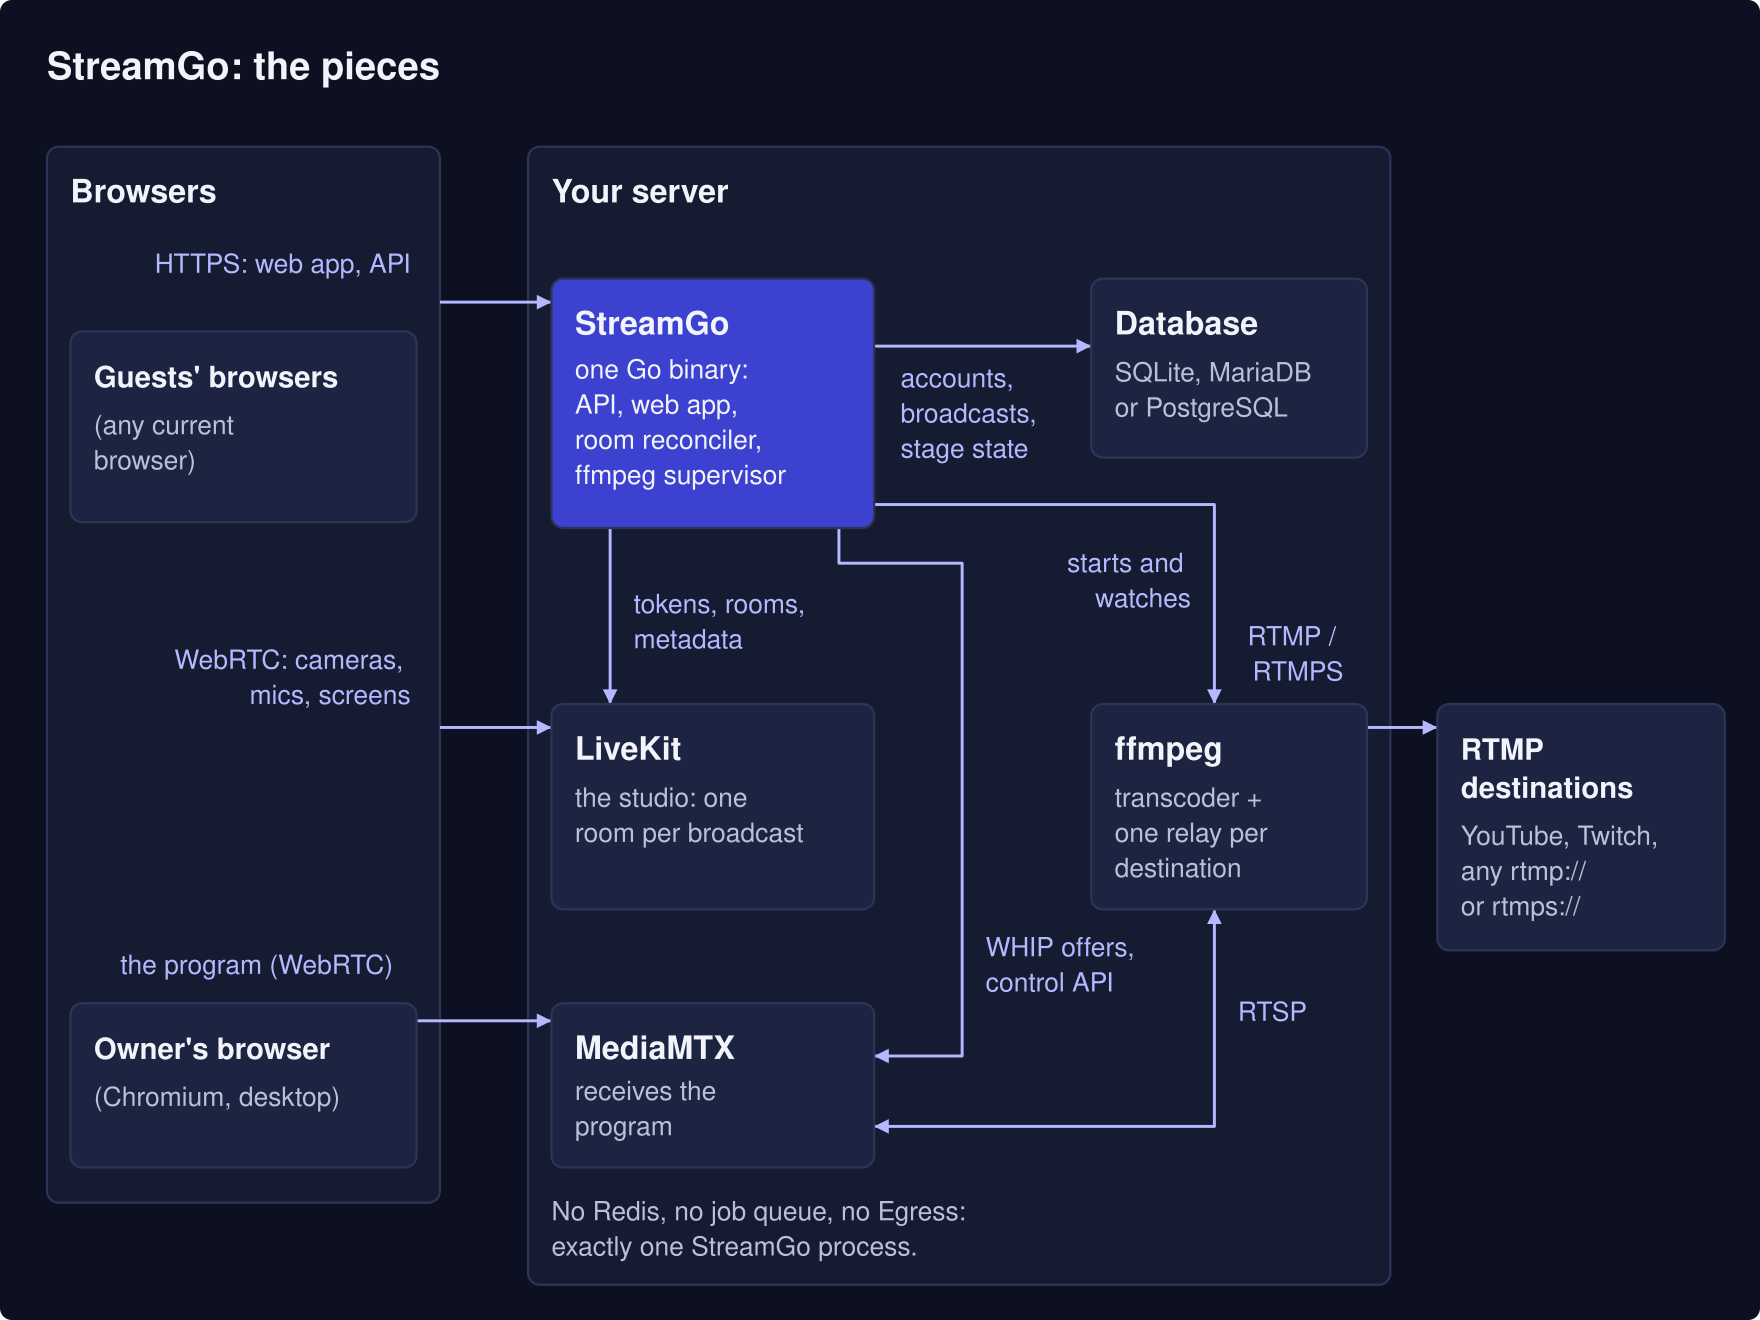 StreamGo: the pieces
Browsers
HTTPS: web app, API
Guests' browsers
(any current
browser)
WebRTC: cameras,
mics, screens
the program (WebRTC)
Owner's browser
(Chromium, desktop)
Your server
StreamGo
one Go binary:
API, web app,
room reconciler,
ffmpeg supervisor
accounts,
broadcasts,
stage state
Database
SQLite, MariaDB
or PostgreSQL
tokens, rooms,
metadata
starts and
watches
RTMP /
RTMPS
LiveKit
the studio: one
room per broadcast
ffmpeg
transcoder +
one relay per
destination
RTMP
destinations
YouTube, Twitch,
any rtmp://
or rtmps://
WHIP offers,
control API
RTSP
MediaMTX
receives the
program
No Redis, no job queue, no Egress:
exactly one StreamGo process.